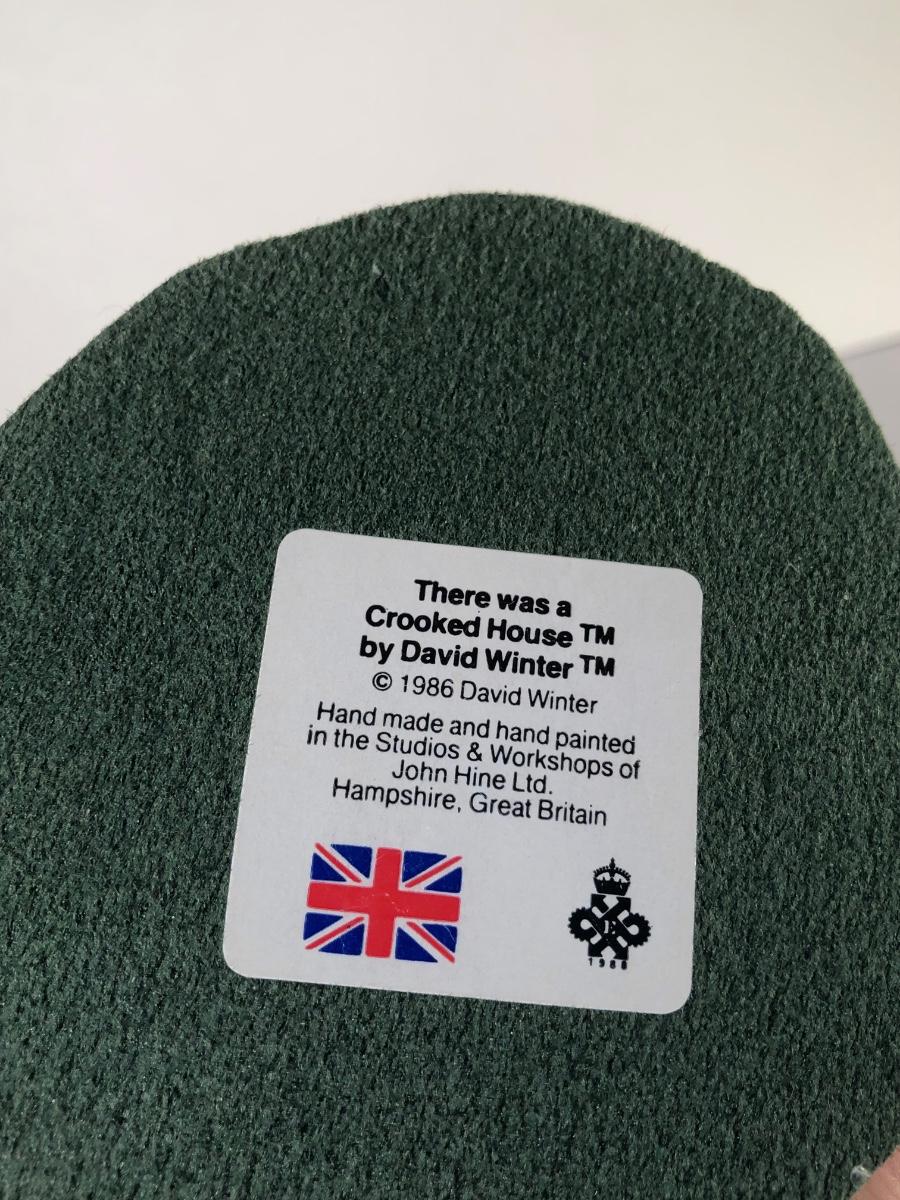 There was a
Crooked House ™
by David Winter ™
© 1986 David Winter
Hand made and hand painted
in the Studios & Workshops of
John Hine Ltd.
Hampshire, Great Britain
1988